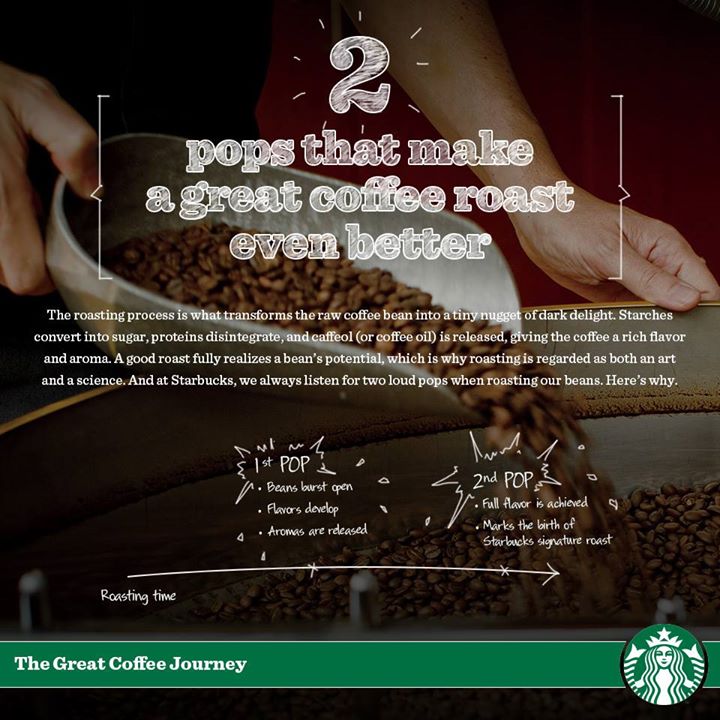 2
pops that make
a great coffee roast
even better
The roasting process is what transforms the raw coffee bean into a tiny nugget of dark delight. Starches
convert into sugar, proteins disintegrate, and caffeol (or coffee oil) is released, giving the coffee a rich flavor
and aroma. A good roast fully realizes a bean's potential, which is why roasting is regarded as both an art
and a science. And at Starbucks, we always listen for two loud pops when roasting our beans. Here's why.
1st POP
• Beans burst open
• Flavors develop
• Aromas are released
2nd POP
• Full flavor is achieved
• Marks the birth of
Starbucks signature roast
Roasting time
The Great Coffee Journey